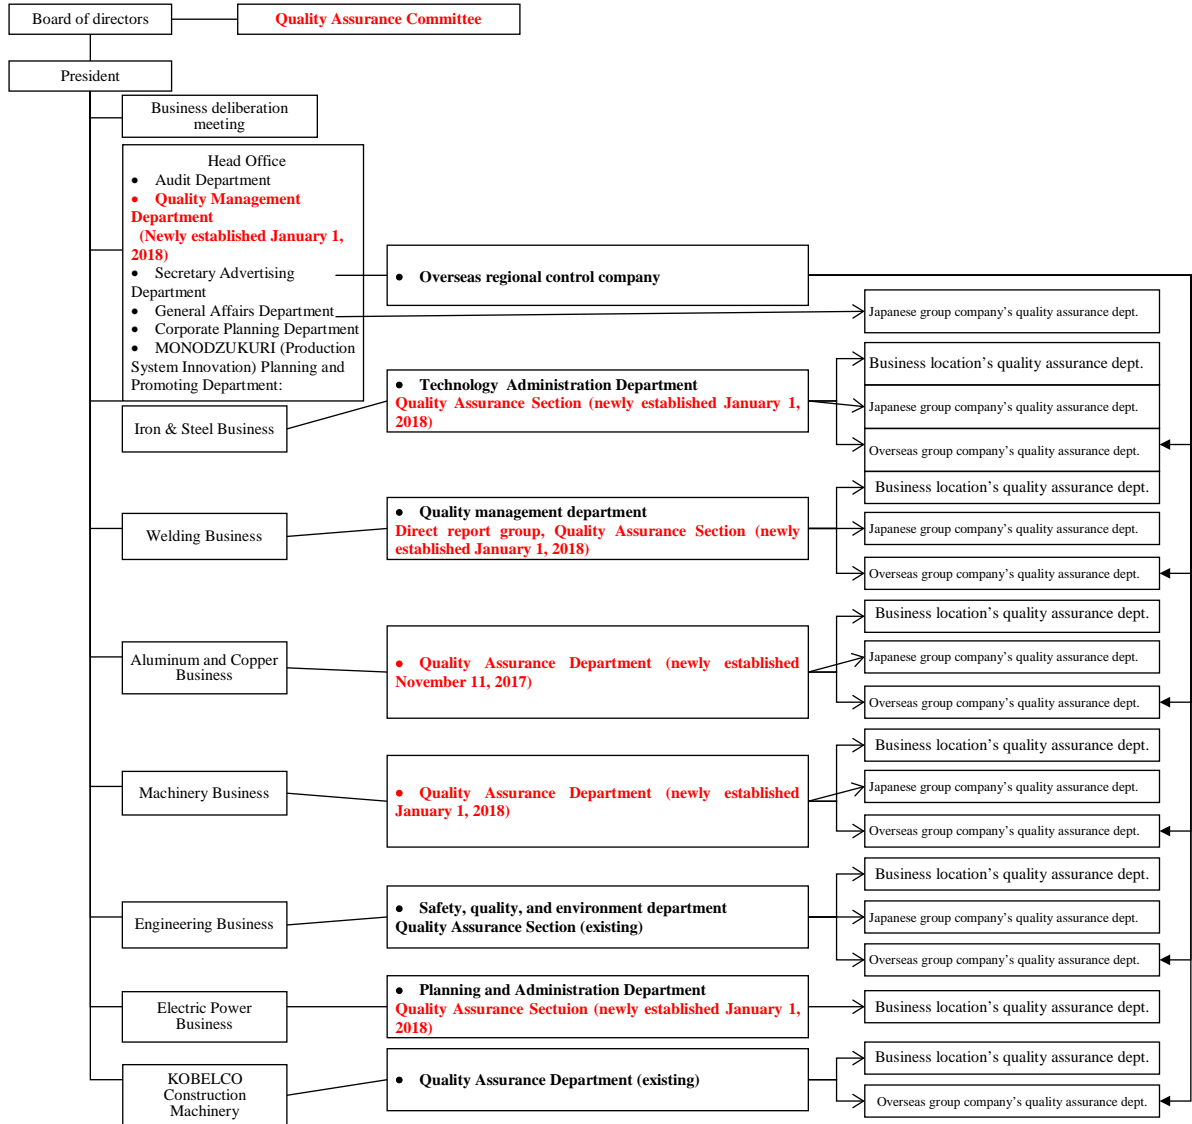 Board of directors
Quality Assurance Committee
President
Business deliberation
meeting
Head Office
• Audit Department
• Quality Management
Department
(Newly established January 1,
2018)
• Secretary Advertising
Department
• General Affairs Department
• Corporate Planning Department
• MONODZUKURI (Production
System Innovation) Planning and
Promoting Department:
• Overseas regional control company
Japanese group company's quality assurance dept.
Iron & Steel Business
• Technology Administration Department
Quality Assurance Section (newly established January 1,
2018)
Business location's quality assurance dept.
Japanese group company's quality assurance dept.
Overseas group company's quality assurance dept.
Welding Business
• Quality management department
Direct report group, Quality Assurance Section (newly
established January 1, 2018)
Business location's quality assurance dept.
Japanese group company's quality assurance dept.
Overseas group company's quality assurance dept.
Aluminum and Copper
Business
• Quality Assurance Department (newly established
November 11, 2017)
Business location's quality assurance dept.
Japanese group company's quality assurance dept.
Overseas group company's quality assurance dept.
Machinery Business
• Quality Assurance Department (newly established
January 1, 2018)
Business location's quality assurance dept.
Japanese group company's quality assurance dept.
Overseas group company's quality assurance dept.
Engineering Business
• Safety, quality, and environment department
Quality Assurance Section (existing)
Business location's quality assurance dept.
Japanese group company's quality assurance dept.
Overseas group company's quality assurance dept.
Electric Power
Business
• Planning and Administration Department
Quality Assurance Sectuion (newly established January 1,
2018)
Business location's quality assurance dept.
KOBELCO
Construction
Machinery
• Quality Assurance Department (existing)
Business location's quality assurance dept.
Overseas group company's quality assurance dept.